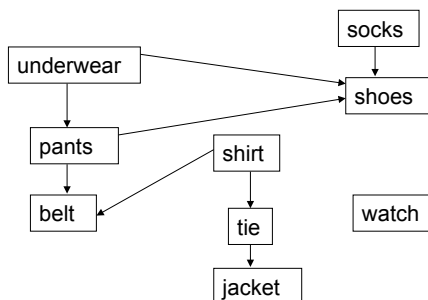 socks
underwear
shoes
pants
shirt
belt
tie
watch
jacket